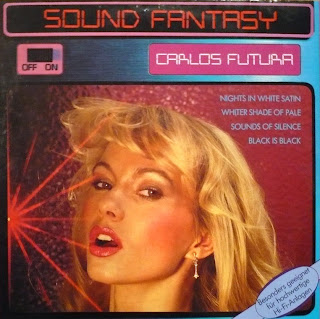 SOUND FANTASY
OFF ON
CARLOS FUTURA
NIGHTS IN WHITE SATIN
WHITER SHADE OF PALE
SOUNDS OF SILENCE
BLACK IS BLACK
Besonders geeignet
für hochwertige
Hi-Fi-Anlagen